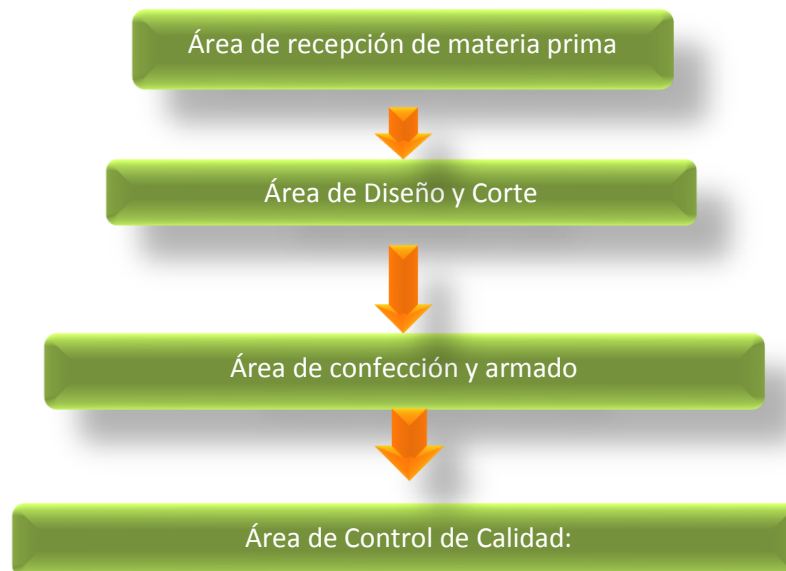 Área de recepción de materia prima
Área de Diseño y Corte
Área de confección y armado
Área de Control de Calidad: